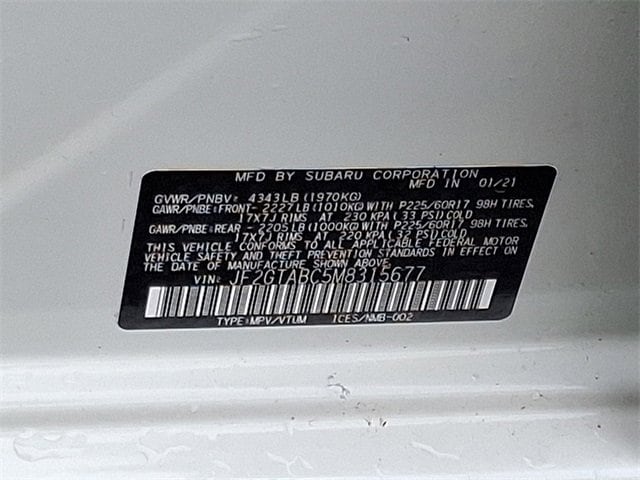 MFD BY SUBARU CORPORATION
MFD IN 01/21
GVWR/PNBV: 4343LB (1970KG)
GAWR/PNBE:FRONT- 2227LB (1010KG) WITH P225/60R17 98H TIRES,
17X7J RIMS AT 230 KPA (33 PSI) COLD
GAWR/PNBE:REAR - 2205LB (1000KG) WITH P225/60R17 98H TIRES,
17X7J RIMS AT 220 KPA (32 PSI) COLD
THIS VEHICLE CONFORMS TO ALL APPLICABLE FEDERAL MOTOR
VEHICLE SAFETY AND THEFT PREVENTION STANDARDS IN EFFECT
ON THE DATE OF MANUFACTURE SHOWN ABOVE.
VIN: JF2GTABC5M8315677
TYPE:MPV/VTUM ICES/NMB-002